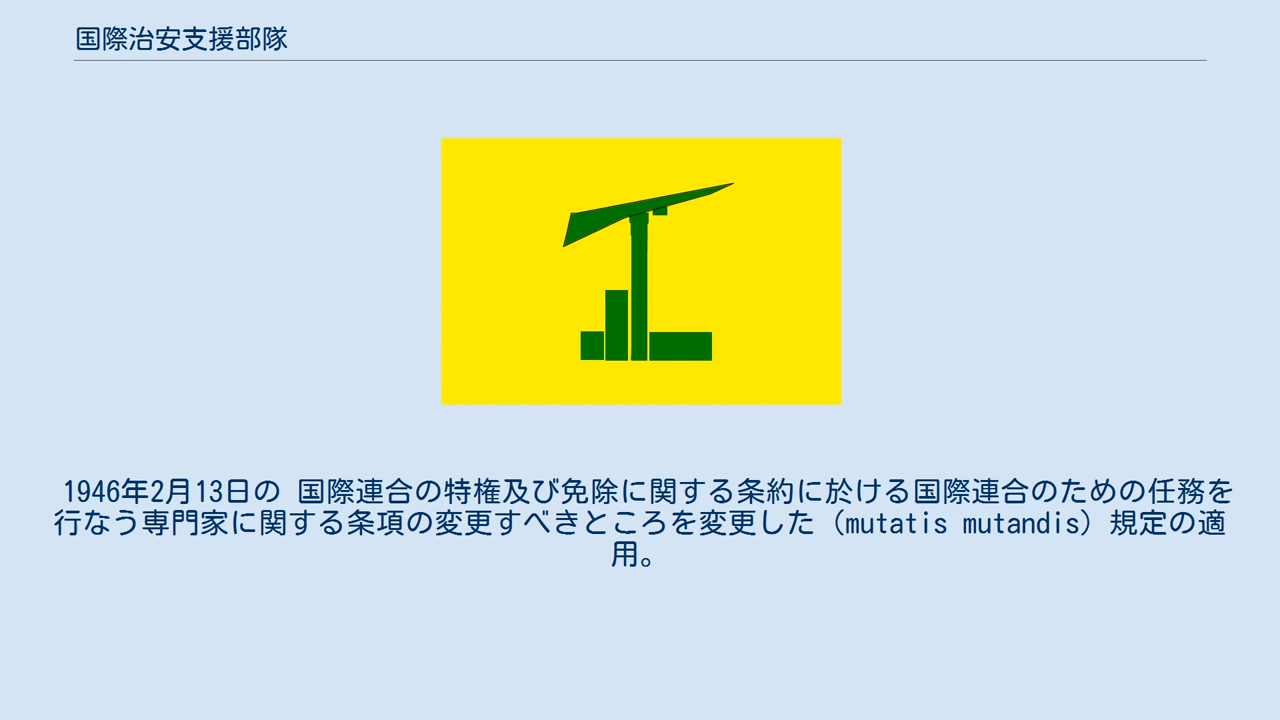 国際治安支援部隊
1946年2月13日の 国際連合の特権及び免除に関する条約に於ける国際連合のための任務を
行なう専門家に関する条項の変更すべきところを変更した（mutatis mutandis）規定の適
用。